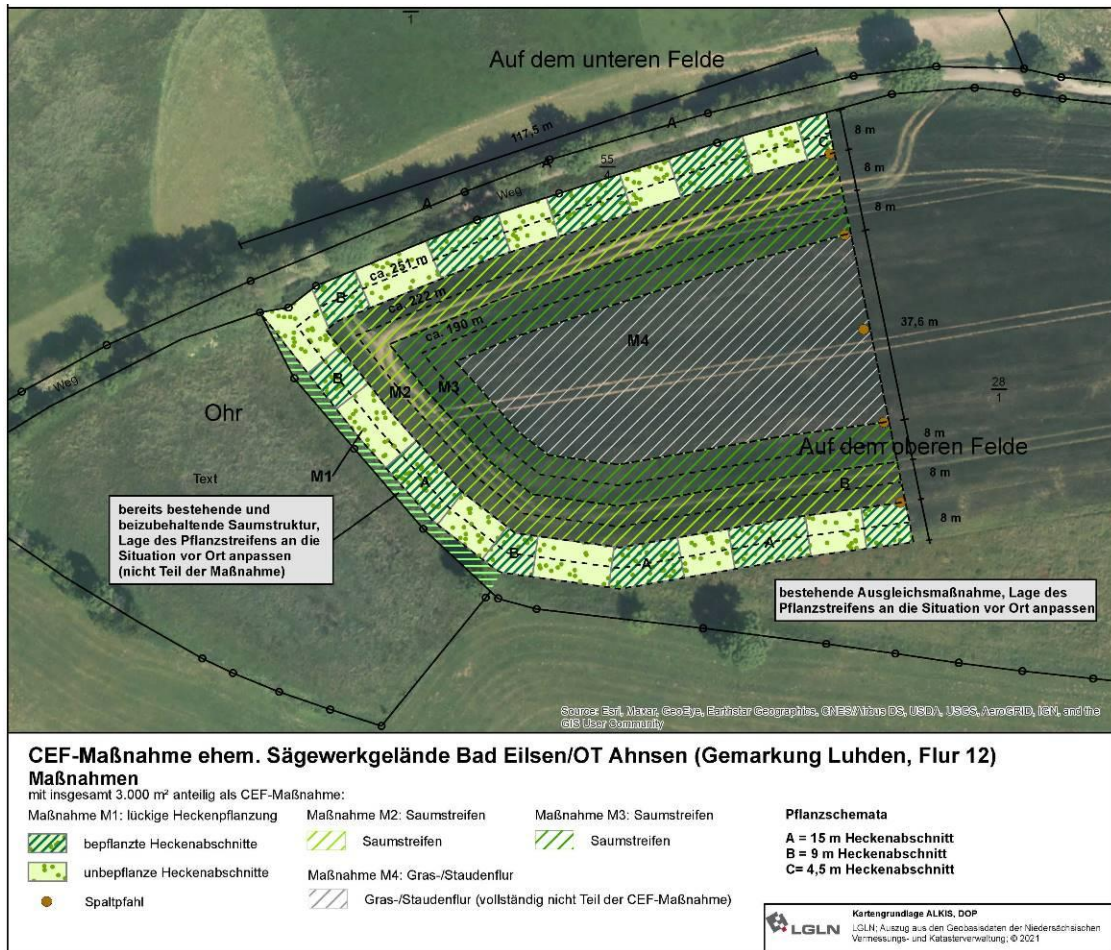 1
Auf dem unteren Felde
117,5 m
A
A
A
Weg
55
4
C
8 m
8 m
8 m
ca. 251 m
B
ca. 222 m
ca. 190 m
M4
37,6 m
Weg
B
M2
M3
28
1
Ohr
Auf dem oberen Felde
8 m
8 m
8 m
Text
M1
A
B
B
A
A
bereits bestehende und
beizubehaltende Saumstruktur,
Lage des Pflanzstreifens an die
Situation vor Ort anpassen
(nicht Teil der Maßnahme)
bestehende Ausgleichsmaßnahme, Lage des
Pflanzstreifens an die Situation vor Ort anpassen
Source: Esri, Maxar, GeoEye, Earthstar Geographics, CNES/Airbus DS, USDA, USGS, AeroGRID, IGN, and the
GIS User Community
CEF-Maßnahme ehem. Sägewerkgelände Bad Eilsen/OT Ahnsen (Gemarkung Luhden, Flur 12)
Maßnahmen
mit insgesamt 3.000 m² anteilig als CEF-Maßnahme:
Maßnahme M1: lückige Heckenpflanzung
bepflanzte Heckenabschnitte
unbepflanze Heckenabschnitte
Spaltpfahl
Maßnahme M2: Saumstreifen
Saumstreifen
Maßnahme M4: Gras-/Staudenflur
Gras-/Staudenflur (vollständig nicht Teil der CEF-Maßnahme)
Maßnahme M3: Saumstreifen
Saumstreifen
Pflanzschemata
A = 15 m Heckenabschnitt
B = 9 m Heckenabschnitt
C= 4,5 m Heckenabschnitt
LGLN
Kartengrundlage ALKIS, DOP
LGLN; Auszug aus den Geobasisdaten der Niedersächsischen
Vermessungs- und Katasterverwaltung; © 2021